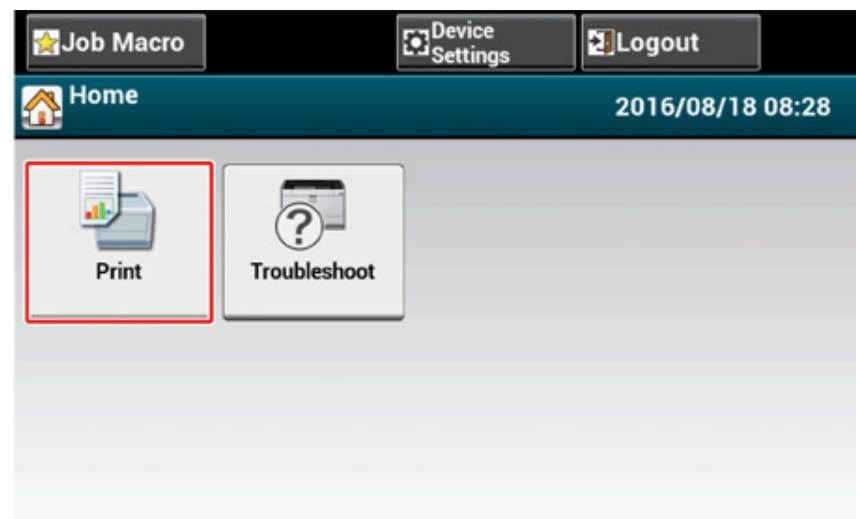 Job Macro
Device
Settings
Logout
Home
2016/08/18 08:28
Print
Troubleshoot